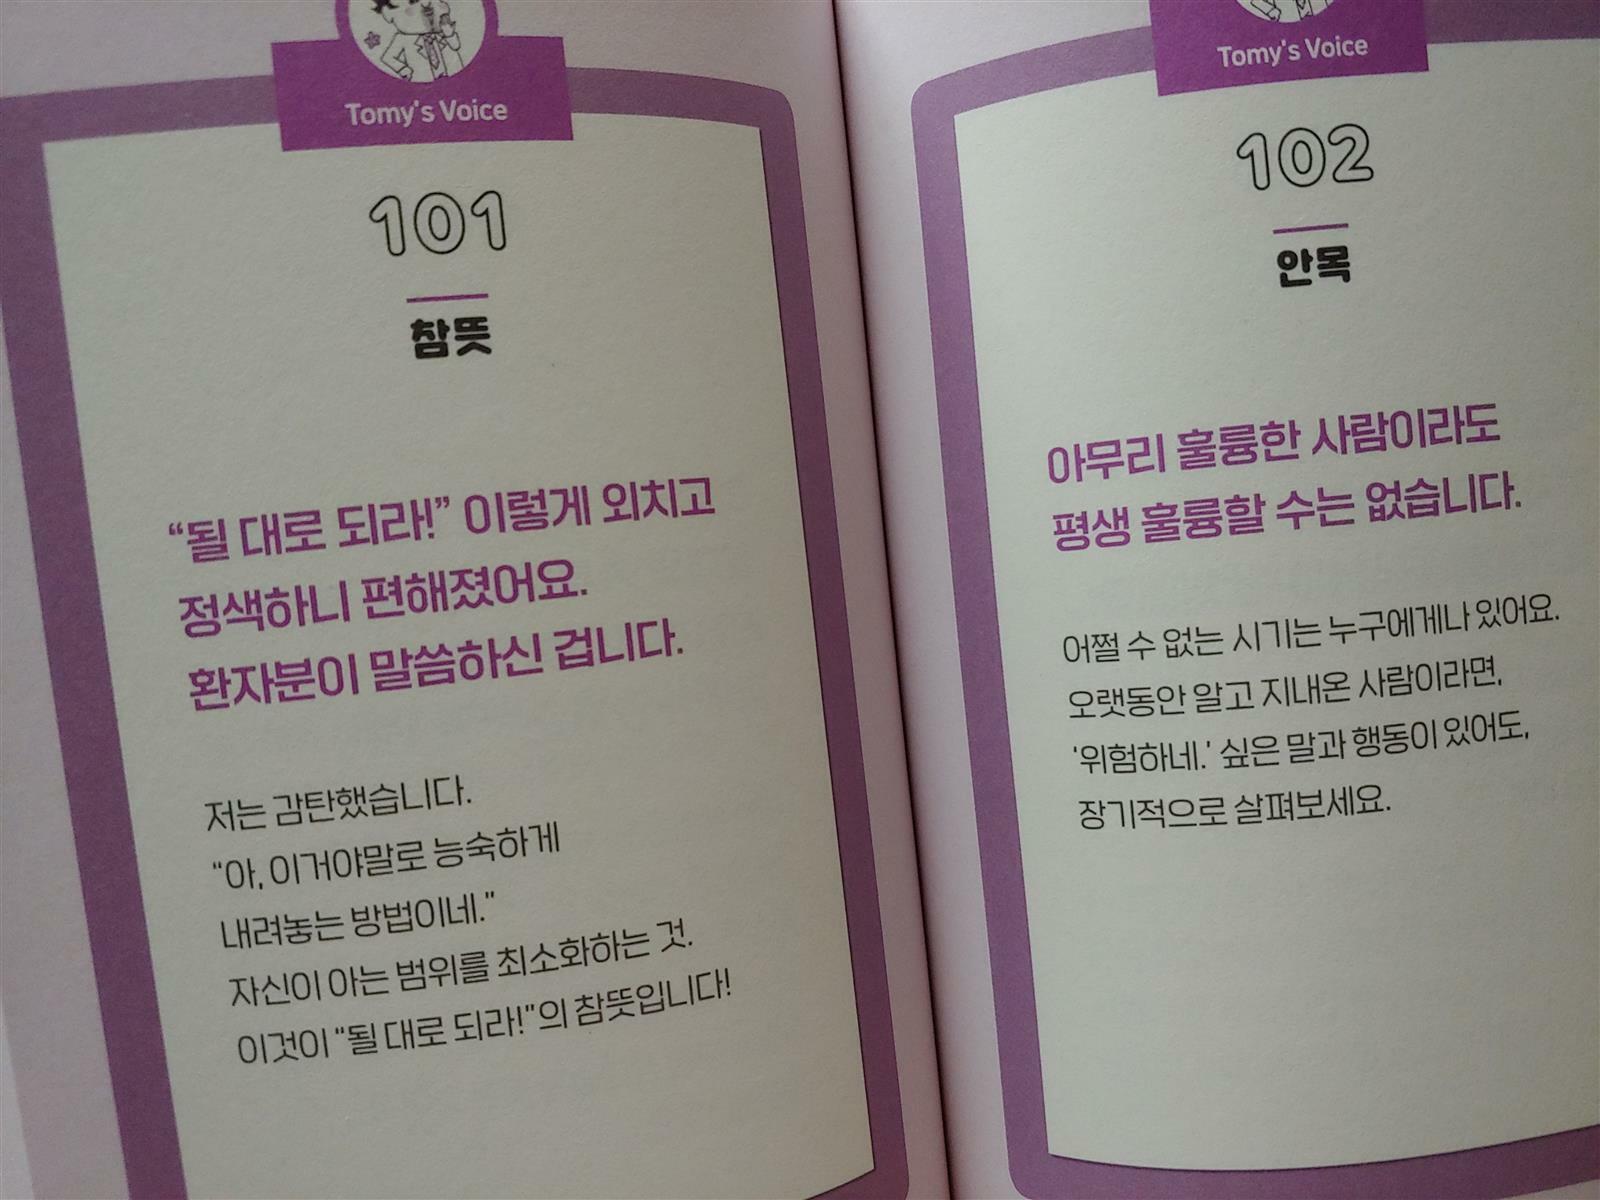 Tomy's Voice
101
참뜻
“될 대로 되라!” 이렇게 외치고
정색하니 편해졌어요.
환자분이 말씀하신 겁니다.
저는 감탄했습니다.
“아, 이거야말로 능숙하게
내려놓는 방법이네.”
자신이 아는 범위를 최소화하는 것.
이것이 “될 대로 되라!”의 참뜻입니다!
Tomy's Voice
102
안목
아무리 훌륭한 사람이라도
평생 훌륭할 수는 없습니다.
어쩔 수 없는 시기는 누구에게나 있어요.
오랫동안 알고 지내온 사람이라면,
‘위험하네.’ 싶은 말과 행동이 있어도,
장기적으로 살펴보세요.